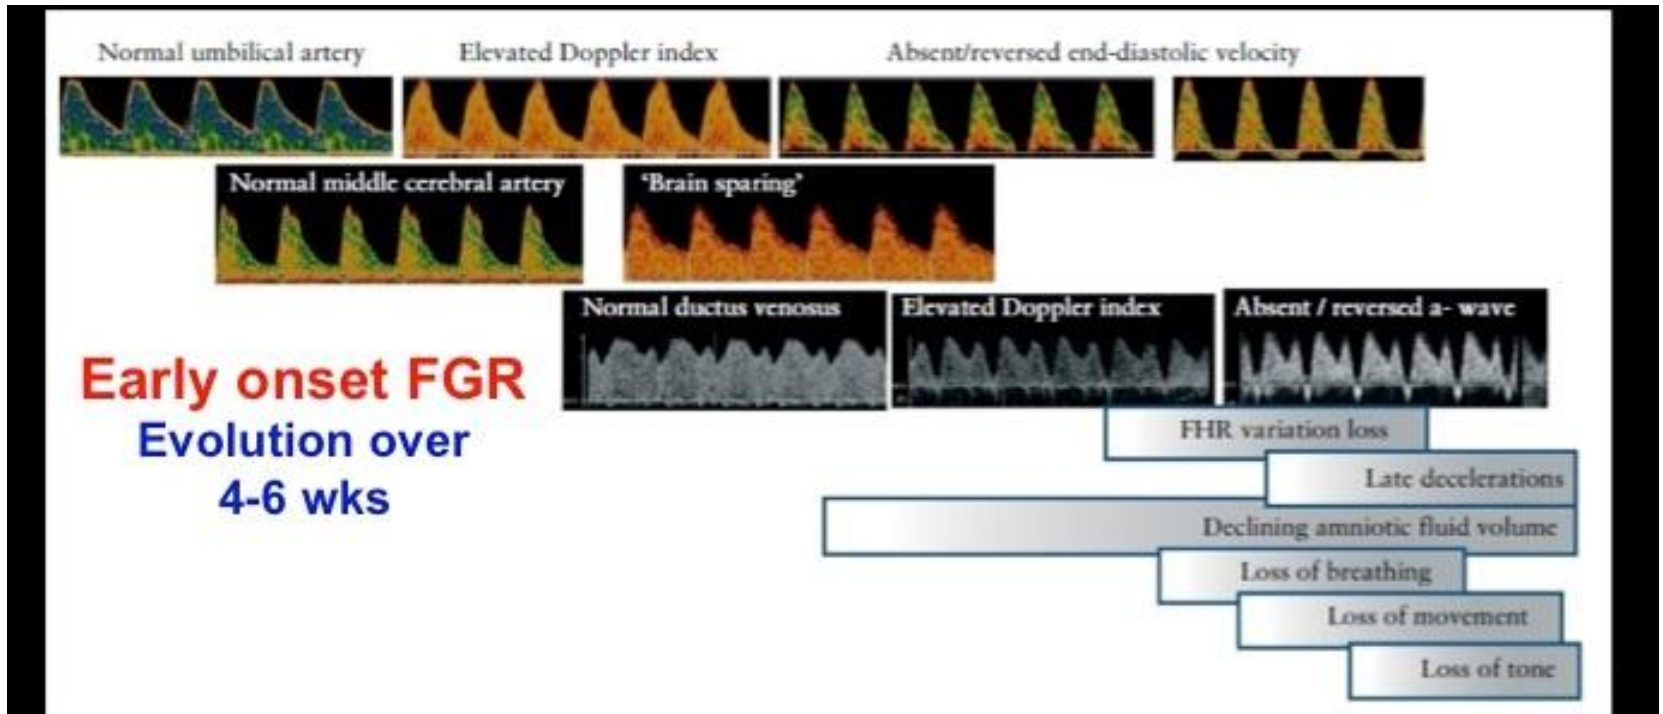 Normal umbilical artery
Elevated Doppler index
Absent/reversed end-diastolic velocity
Normal middle cerebral artery
'Brain sparing'
Normal ductus venosus
Elevated Doppler index
Absent / reversed a- wave
Early onset FGR
Evolution over
4-6 wks
FHR variation loss
Late decelerations
Declining amniotic fluid volume
Loss of breathing
Loss of movement
Loss of tone